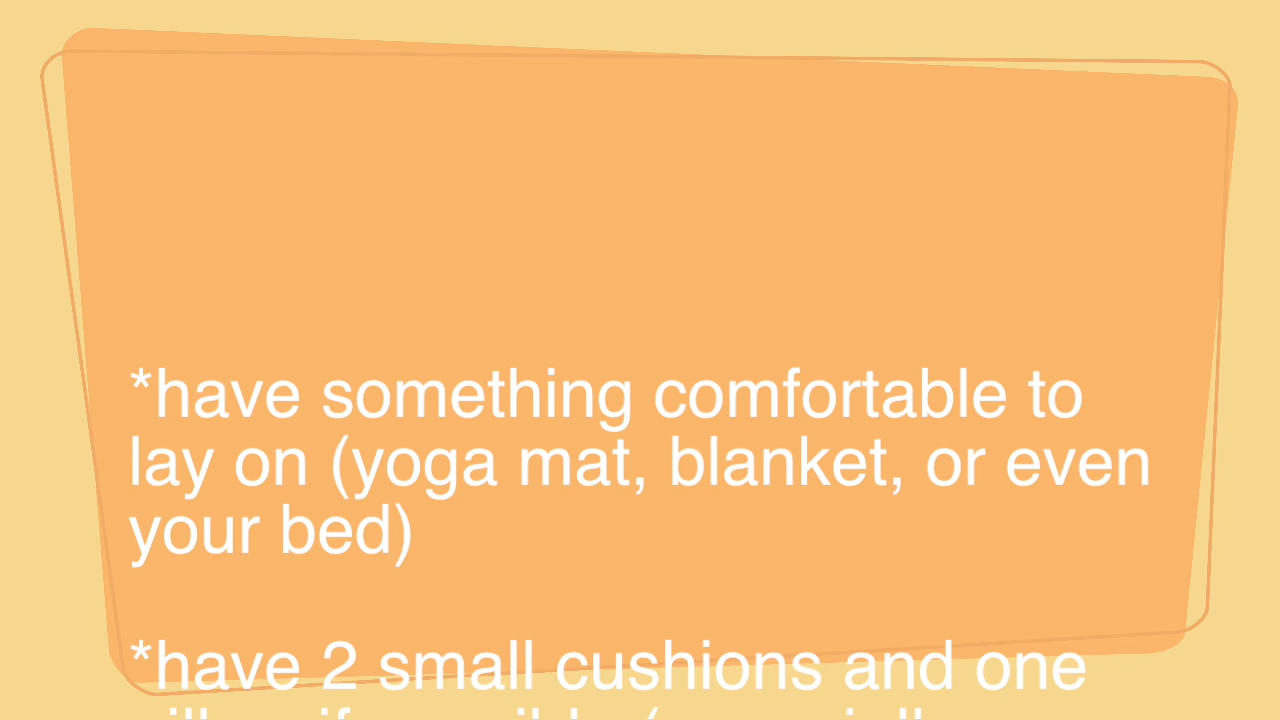 *have something comfortable to
lay on (yoga mat, blanket, or even
your bed)
*have 2 small cushions and one